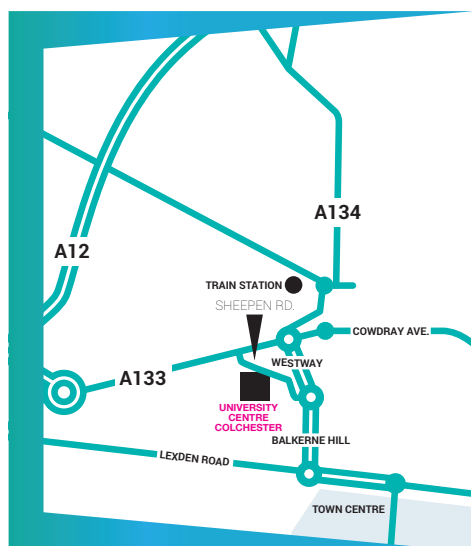 A134
A12
TRAIN STATION
SHEEPEN RD.
COWDRAY AVE.
WESTWAY
A133
UNIVERSITY
CENTRE
COLCHESTER
BALKERNE HILL
LEXDEN ROAD
TOWN CENTRE